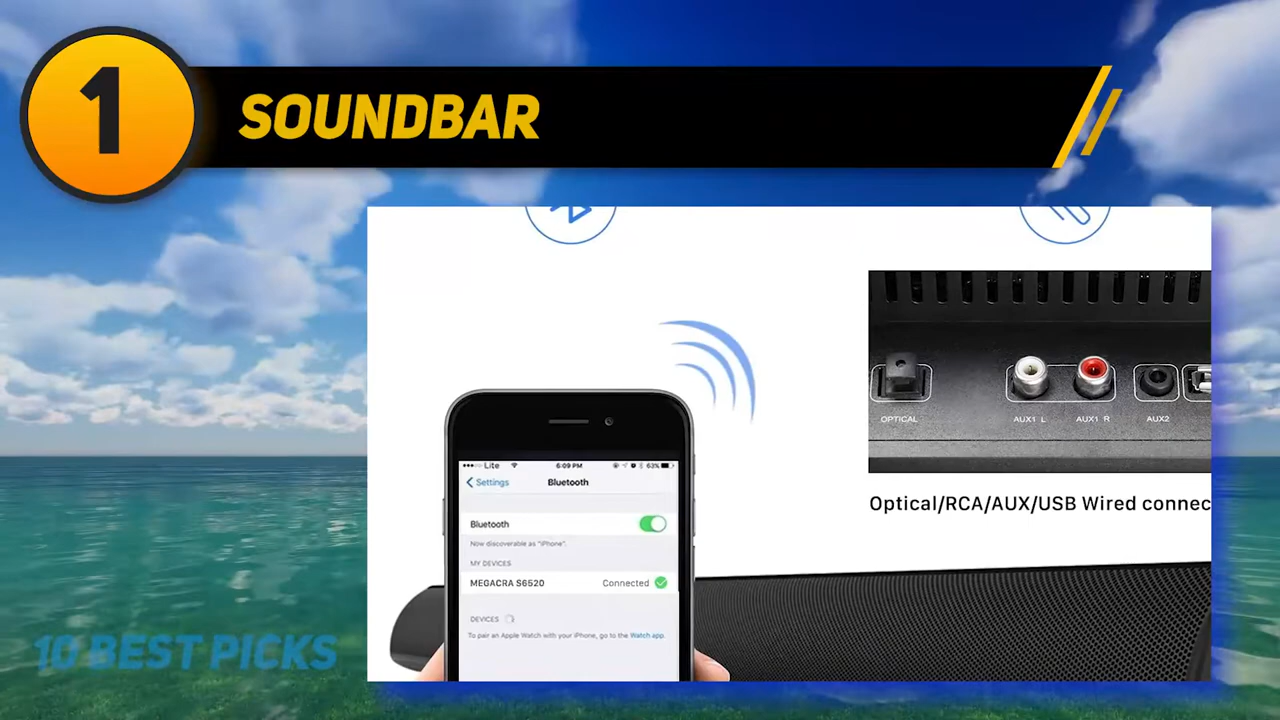 1
SOUNDBAR
OPTICAL
AUX1 L
AUX1 R
AUX2
Optical/RCA/AUX/USB Wired connec
Lite
6:09 PM
63%
Settings
Bluetooth
Bluetooth
Now discoverable as "iPhone".
MY DEVICES
MEGACRA S6520 Connected
DEVICES
To pair an Apple Watch with your iPhone, go to the Watch app.
10 BEST PICKS